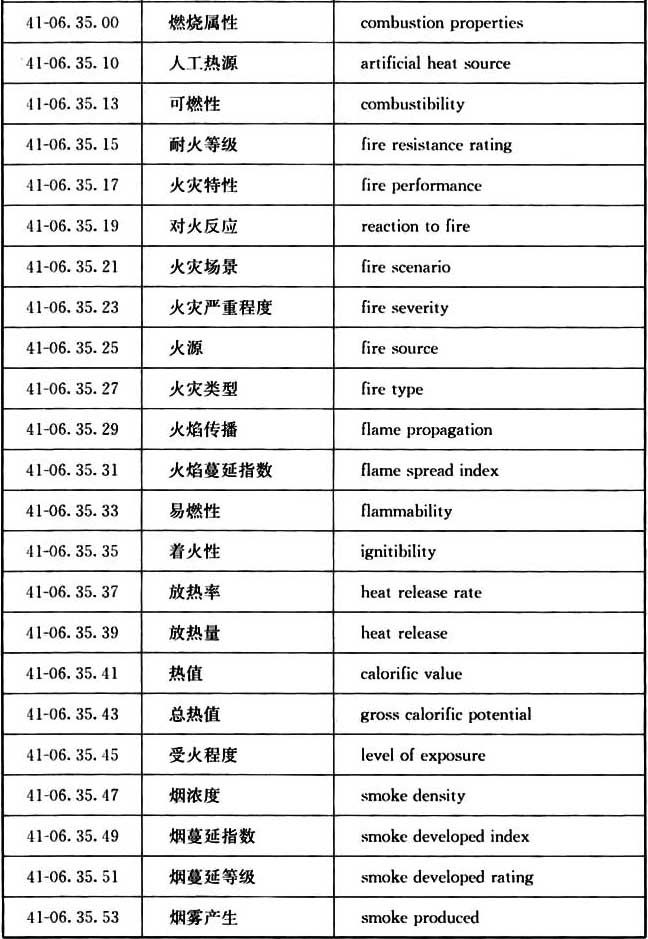 41-06.35.00 燃烧属性 combustion properties
41-06.35.10 人工热源 artificial heat source
41-06.35.13 可燃性 combustibility
41-06.35.15 耐火等级 fire resistance rating
41-06.35.17 火灾特性 fire performance
41-06.35.19 对火反应 reaction to fire
41-06.35.21 火灾场景 fire scenario
41-06.35.23 火灾严重程度 fire severity
41-06.35.25 火源 fire source
41-06.35.27 火灾类型 fire type
41-06.35.29 火焰传播 flame propagation
41-06.35.31 火焰蔓延指数 flame spread index
41-06.35.33 易燃性 flammability
41-06.35.35 着火性 ignitibility
41-06.35.37 放热率 heat release rate
41-06.35.39 放热量 heat release
41-06.35.41 热值 calorific value
41-06.35.43 总热值 gross calorific potential
41-06.35.45 受火程度 level of exposure
41-06.35.47 烟浓度 smoke density
41-06.35.49 烟蔓延指数 smoke developed index
41-06.35.51 烟蔓延等级 smoke developed rating
41-06.35.53 烟雾产生 smoke produced